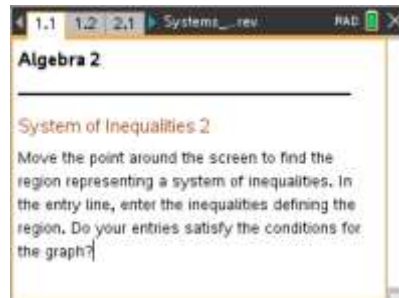 1.1 1.2 2.1 Systems_...rev RAD
Algebra 2
System of Inequalities 2
Move the point around the screen to find the
region representing a system of inequalities. In
the entry line, enter the inequalities defining the
region. Do your entries satisfy the conditions for
the graph?